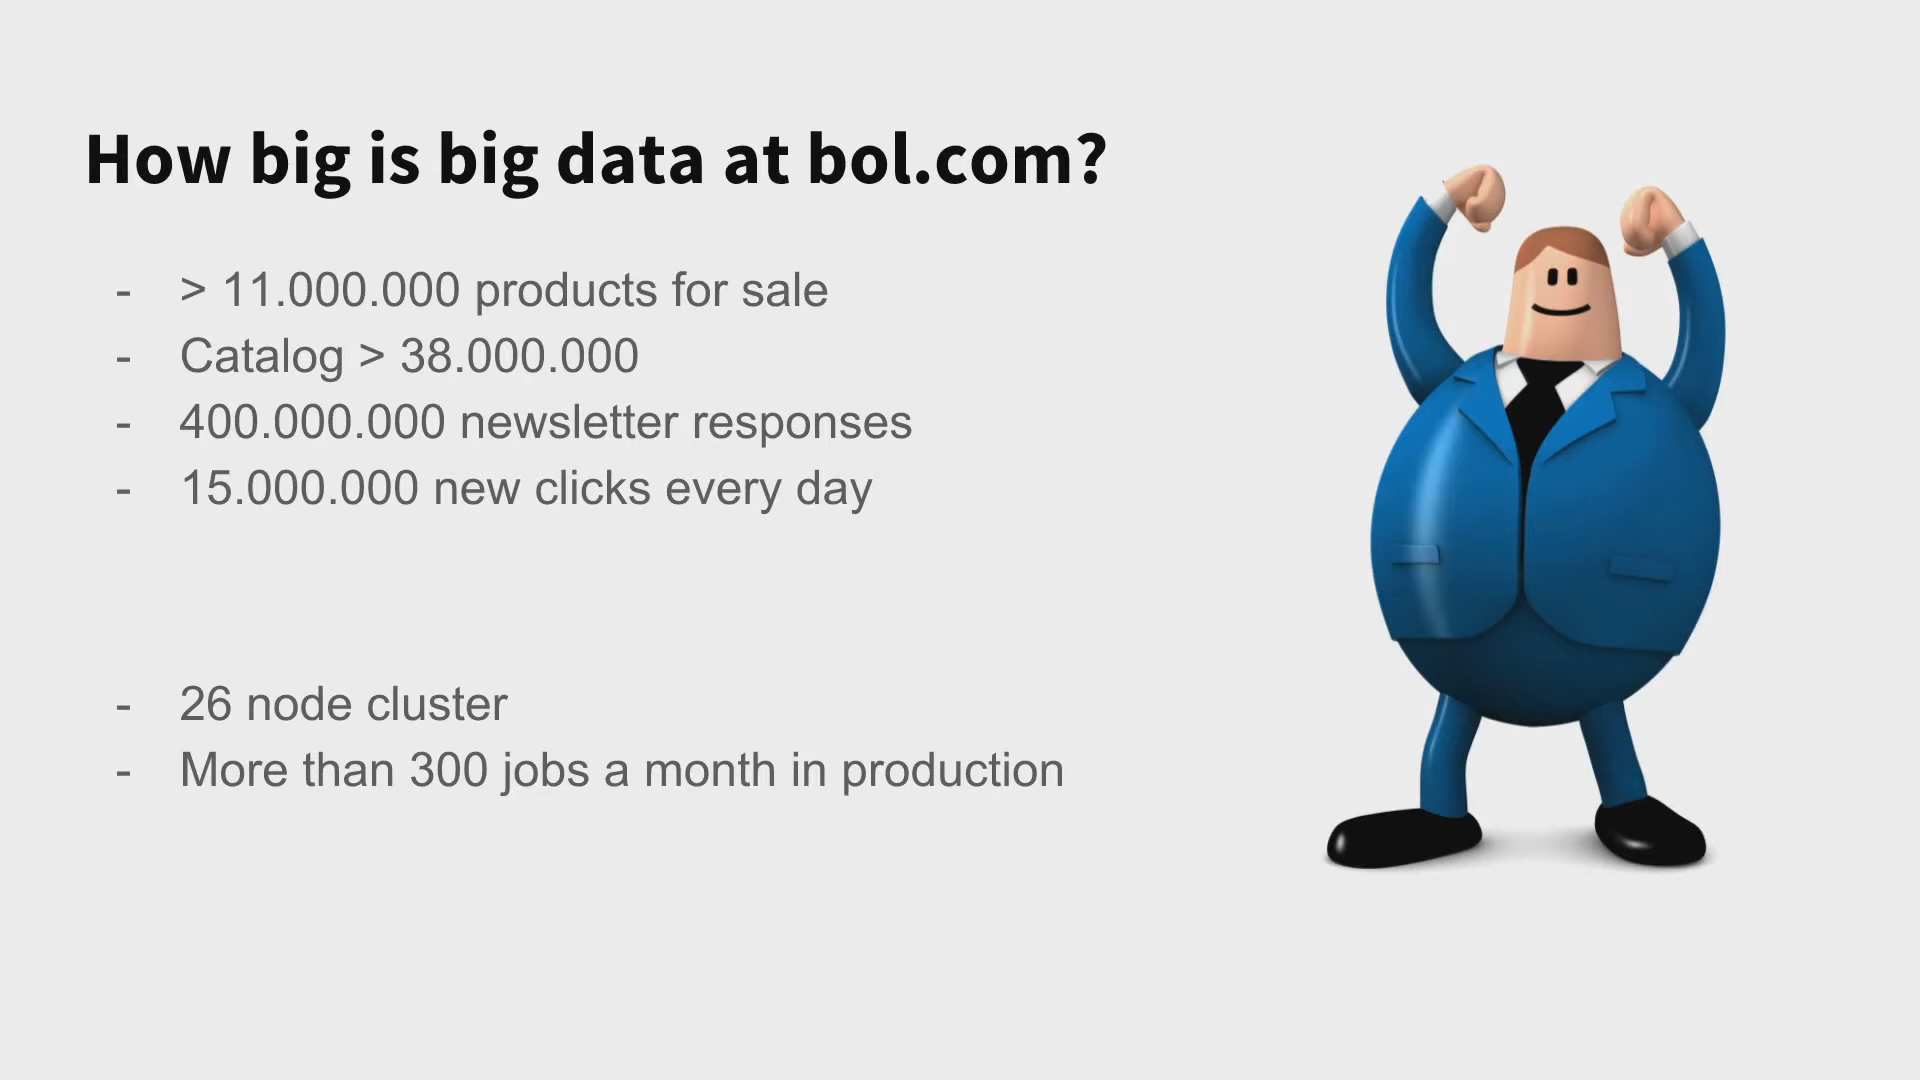 How big is big data at bol.com?
- > 11.000.000 products for sale
- Catalog > 38.000.000
- 400.000.000 newsletter responses
- 15.000.000 new clicks every day
- 26 node cluster
- More than 300 jobs a month in production